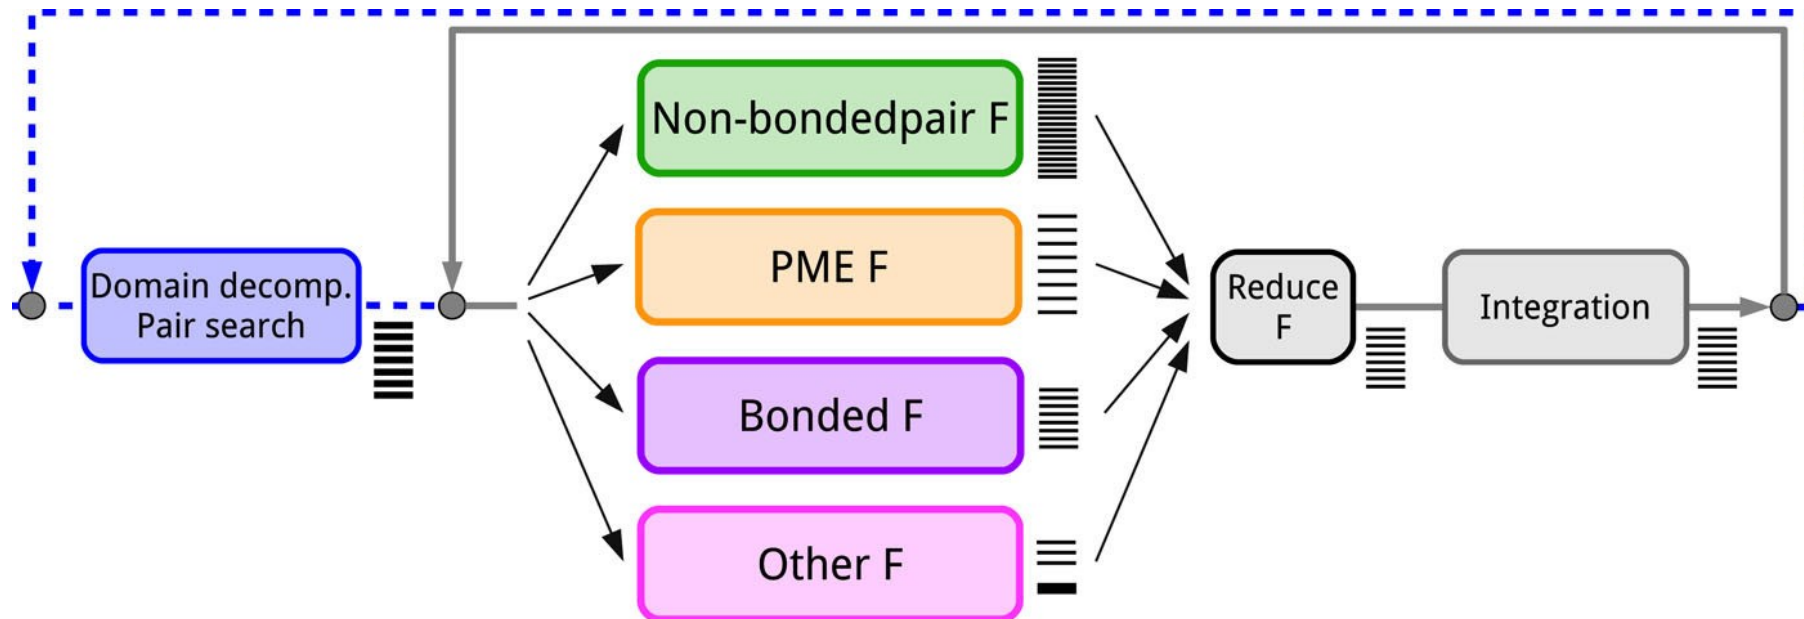 Non-bondedpair F
PME F
Domain decomp.
Pair search
Reduce
F
Integration
Bonded F
Other F